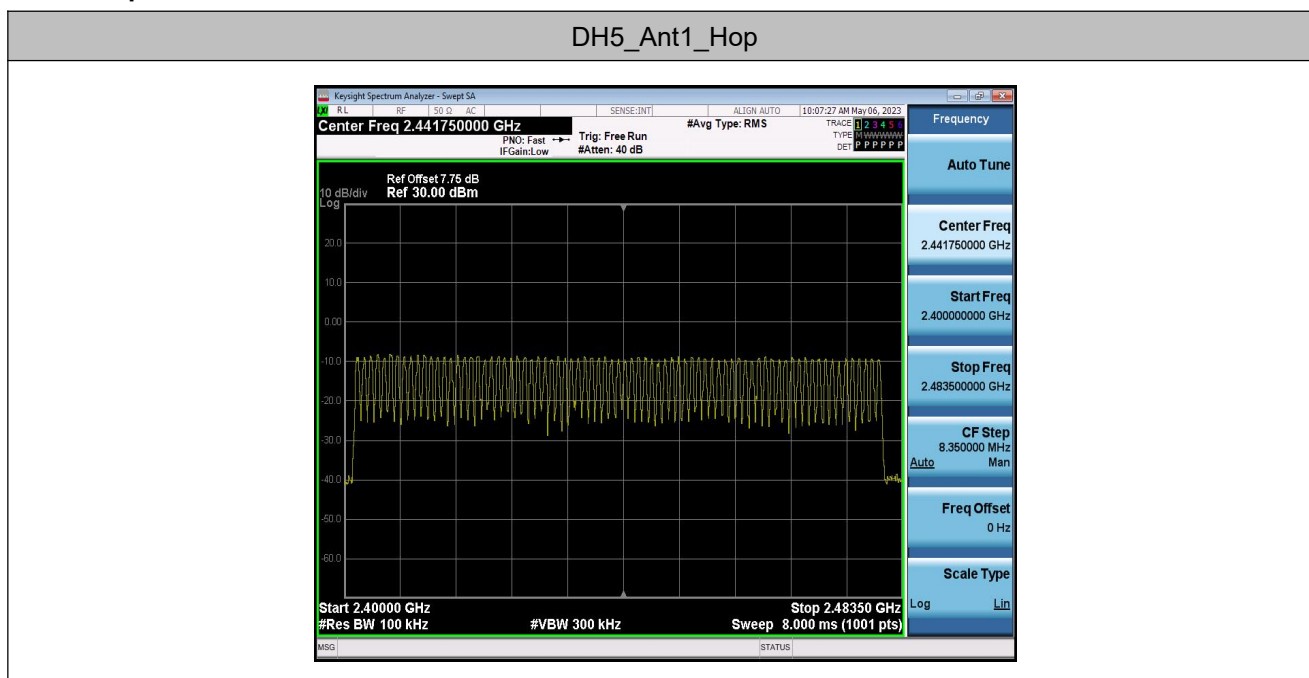 DH5_Ant1_Hop
Keysight Spectrum Analyzer - Swept SA
RL RF 50 Ω AC SENSE:INT ALIGN AUTO 10:07:27 AM May 06, 2023
Center Freq 2.441750000 GHz
PNO: Fast
IFGain:Low
Trig: Free Run
#Atten: 40 dB
#Avg Type: RMS
TRACE 1 2 3 4 5 6
TYPE M W W W W W
DET P P P P P P
Ref Offset 7.75 dB
10 dB/div Ref 30.00 dBm
Log
20.0
10.0
0.00
-10.0
-20.0
-30.0
-40.0
-50.0
-60.0
Start 2.40000 GHz Stop 2.48350 GHz
#Res BW 100 kHz #VBW 300 kHz Sweep 8.000 ms (1001 pts)
MSG STATUS
Frequency
Auto Tune
Center Freq
2.441750000 GHz
Start Freq
2.400000000 GHz
Stop Freq
2.483500000 GHz
CF Step
8.350000 MHz
Auto Man
Freq Offset
0 Hz
Scale Type
Log Lin